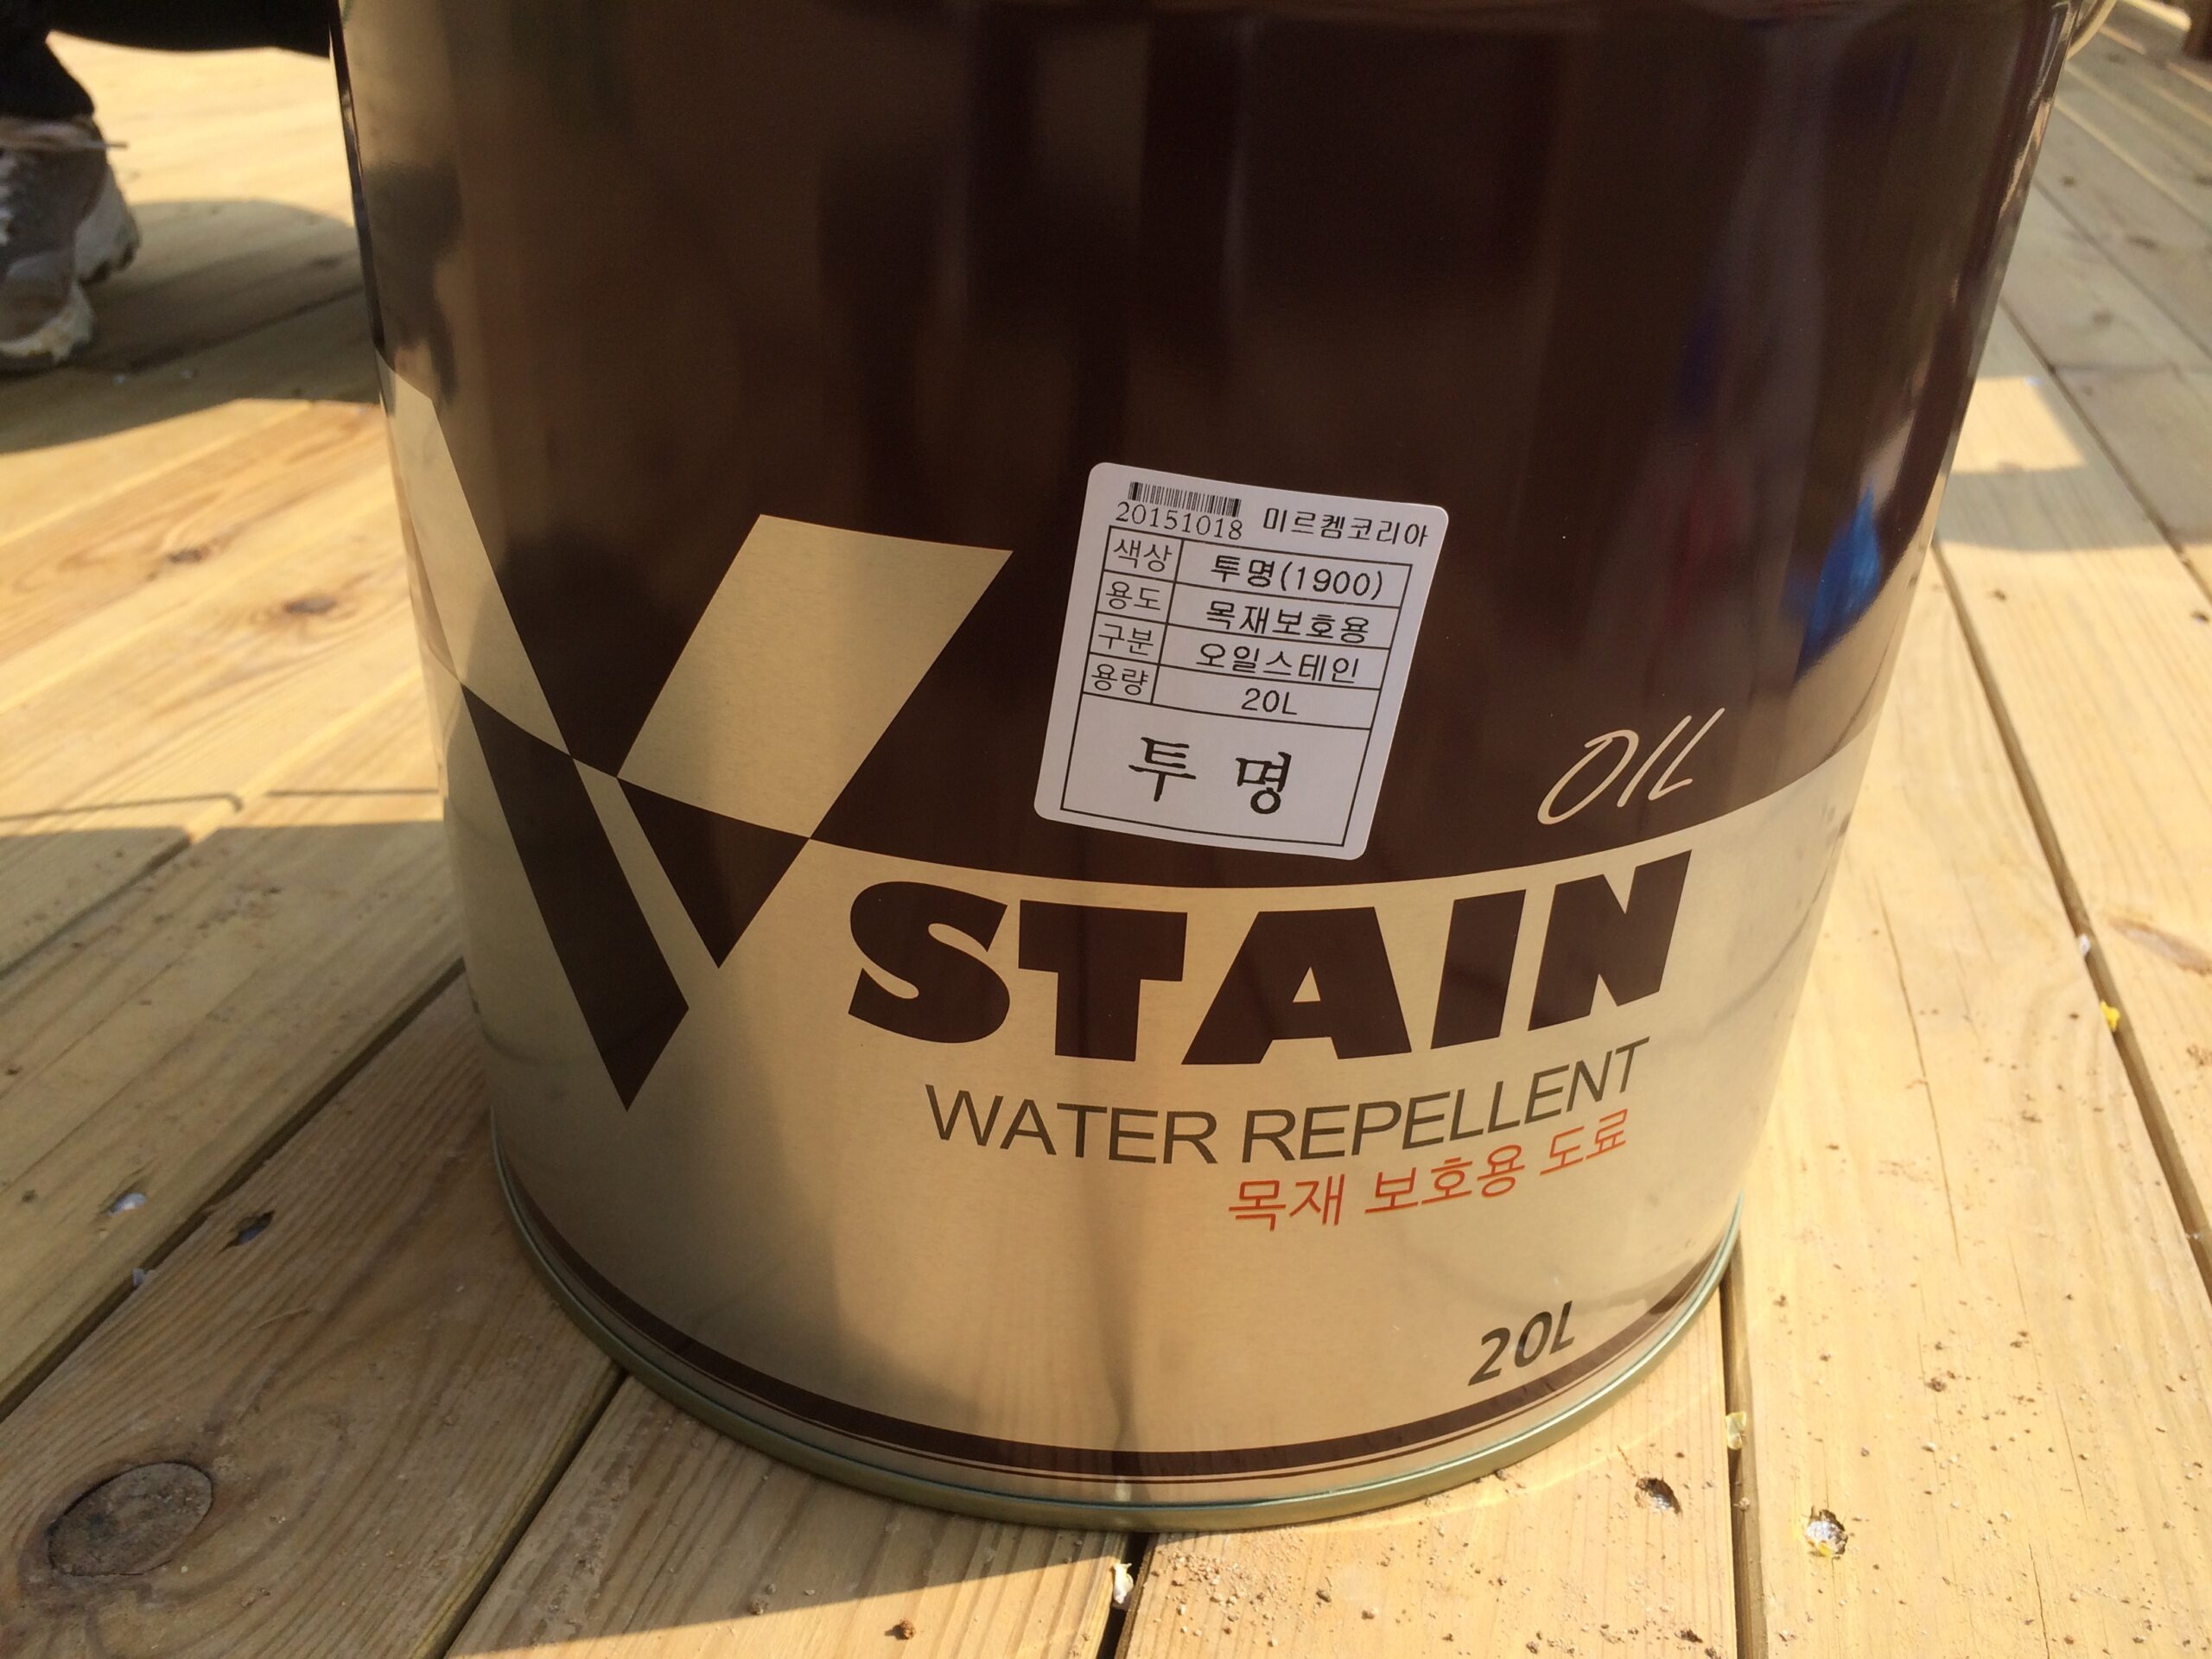 20151018 미르켐코리아
색상 투명(1900)
용도 목재보호용
구분 오일스테인
용량 20L
투명
OIL
V STAIN
WATER REPELLENT
목재 보호용 도료
20L